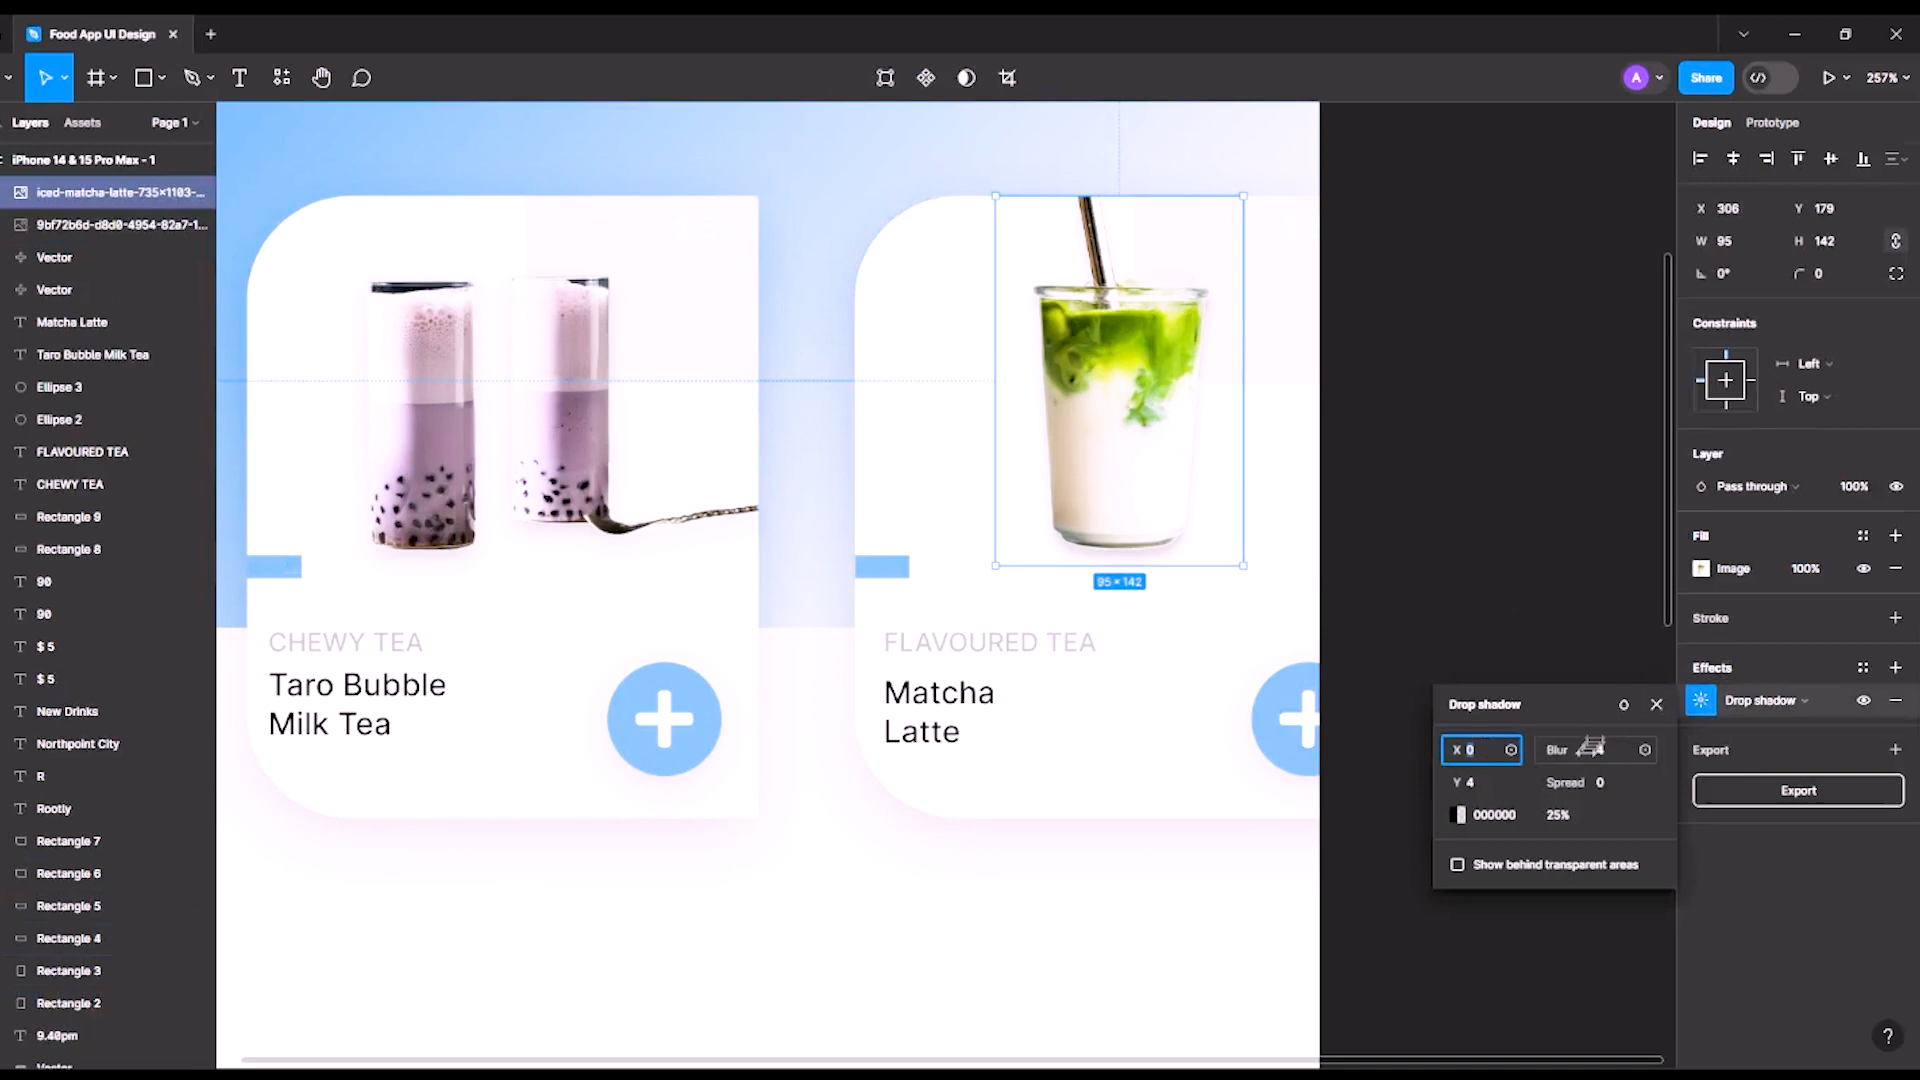 Food App UI Design
A
Share
257%
Layers
Assets
Page 1
Design
Prototype
iPhone 14 & 15 Pro Max - 1
iced-matcha-latte-735x1103-...
9bf72b6d-d8d0-4954-82a7-1...
Vector
Vector
Matcha Latte
Taro Bubble Milk Tea
Ellipse 3
Ellipse 2
FLAVOURED TEA
CHEWY TEA
Rectangle 9
Rectangle 8
90
90
$ 5
$ 5
New Drinks
Northpoint City
R
Rootly
Rectangle 7
Rectangle 6
Rectangle 5
Rectangle 4
Rectangle 3
Rectangle 2
9.40pm
Vector
CHEWY TEA
Taro Bubble
Milk Tea
95 × 142
FLAVOURED TEA
Matcha
Latte
X 306 Y 179
W 95 H 142
0° 0
Constraints
Left
Top
Layer
Pass through 100%
Fill
Image 100%
Stroke
Effects
Drop shadow
Export
Export
Drop shadow
X 0 Blur 4
Y 4 Spread 0
000000 25%
Show behind transparent areas
?